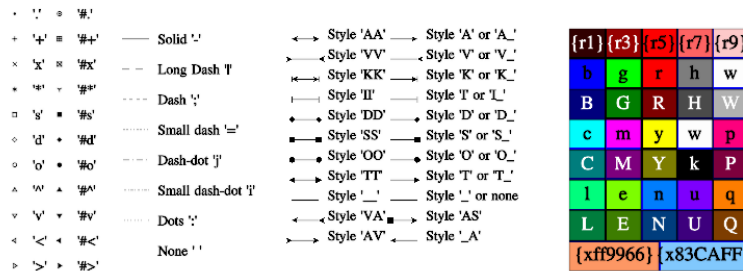 '.' '#.'
'+' '#+'
'x' '#x'
'*' '#*'
's' '#s'
'd' '#d'
'o' '#o'
'^' '#^'
'v' '#v'
'<' '#<'
'>' '#>'
Solid '-'
Long Dash '|'
Dash ';'
Small dash '='
Dash-dot 'j'
Small dash-dot 'i'
Dots ':'
None ' '
Style 'AA' Style 'A' or 'A_'
Style 'VV' Style 'V' or 'V_'
Style 'KK' Style 'K' or 'K_'
Style 'II' Style 'I' or 'I_'
Style 'DD' Style 'D' or 'D_'
Style 'SS' Style 'S' or 'S_'
Style 'OO' Style 'O' or 'O_'
Style 'TT' Style 'T' or 'T_'
Style '__' Style '_' or none
Style 'VA' Style 'AS'
Style 'AV' Style '_A'
{r1} {r3} {r5} {r7} {r9}
b g r h w
B G R H W
c m y w p
C M Y k P
l e n u q
L E N U Q
{xff9966} {x83CAFF}